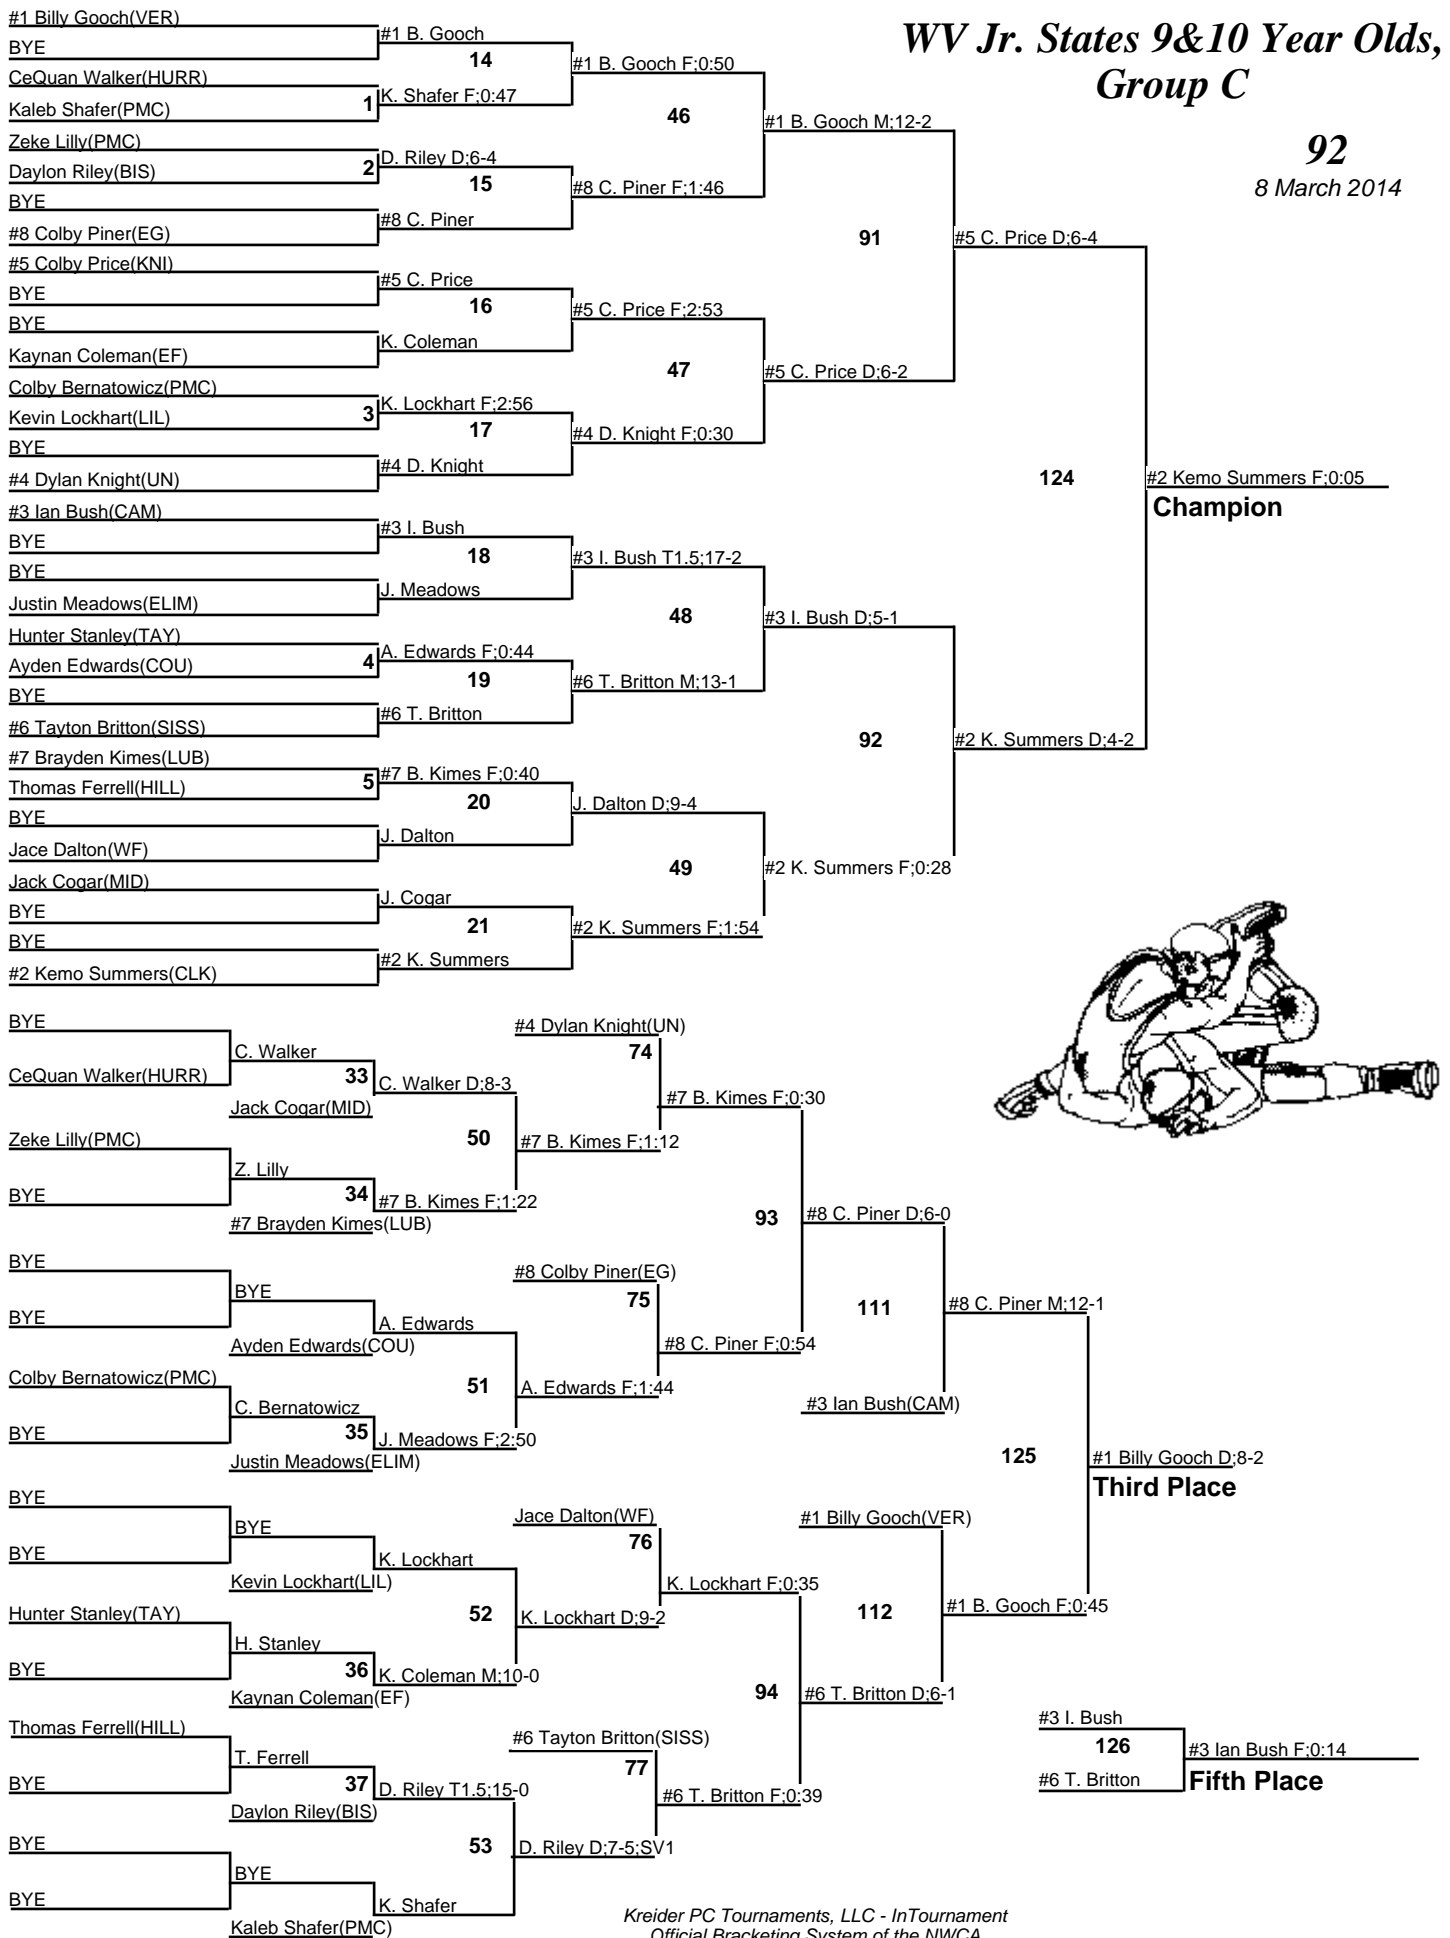 WV Jr. States 9&10 Year Olds,
Group C
92
8 March 2014
#1 Billy Gooch(VER)
BYE
CeQuan Walker(HURR)
Kaleb Shafer(PMC)
Zeke Lilly(PMC)
Daylon Riley(BIS)
BYE
#8 Colby Piner(EG)
#5 Colby Price(KNI)
BYE
BYE
Kaynan Coleman(EF)
Colby Bernatowicz(PMC)
Kevin Lockhart(LIL)
BYE
#4 Dylan Knight(UN)
#3 Ian Bush(CAM)
BYE
BYE
Justin Meadows(ELIM)
Hunter Stanley(TAY)
Ayden Edwards(COU)
BYE
#6 Tayton Britton(SISS)
#7 Brayden Kimes(LUB)
Thomas Ferrell(HILL)
BYE
Jace Dalton(WF)
Jack Cogar(MID)
BYE
BYE
#2 Kemo Summers(CLK)
1
2
3
4
5
#1 B. Gooch
14
K. Shafer F;0:47
D. Riley D;6-4
15
#8 C. Piner
#5 C. Price
16
K. Coleman
K. Lockhart F;2:56
17
#4 D. Knight
#3 I. Bush
18
J. Meadows
A. Edwards F;0:44
19
#6 T. Britton
#7 B. Kimes F;0:40
20
J. Dalton
J. Cogar
21
#2 K. Summers
#1 B. Gooch F;0:50
46
#8 C. Piner F;1:46
#5 C. Price F;2:53
47
#4 D. Knight F;0:30
#3 I. Bush T1.5;17-2
48
#6 T. Britton M;13-1
J. Dalton D;9-4
49
#2 K. Summers F;1:54
#1 B. Gooch M;12-2
91
#5 C. Price D;6-2
#3 I. Bush D;5-1
92
#2 K. Summers F;0:28
#5 C. Price D;6-4
124
#2 K. Summers D;4-2
#2 Kemo Summers F;0:05
Champion
BYE
CeQuan Walker(HURR)
Zeke Lilly(PMC)
BYE
BYE
BYE
Colby Bernatowicz(PMC)
BYE
BYE
BYE
Hunter Stanley(TAY)
BYE
Thomas Ferrell(HILL)
BYE
BYE
BYE
C. Walker
33
Jack Cogar(MID)
Z. Lilly
34
#7 Brayden Kimes(LUB)
BYE
Ayden Edwards(COU)
C. Bernatowicz
35
Justin Meadows(ELIM)
BYE
Kevin Lockhart(LIL)
H. Stanley
36
Kaynan Coleman(EF)
T. Ferrell
37
Daylon Riley(BIS)
BYE
Kaleb Shafer(PMC)
C. Walker D;8-3
50
#7 B. Kimes F;1:22
A. Edwards
51
J. Meadows F;2:50
K. Lockhart
52
K. Coleman M;10-0
D. Riley T1.5;15-0
53
K. Shafer
#4 Dylan Knight(UN)
74
#7 B. Kimes F;1:12
#8 Colby Piner(EG)
75
A. Edwards F;1:44
Jace Dalton(WF)
76
K. Lockhart D;9-2
#6 Tayton Britton(SISS)
77
D. Riley D;7-5;SV1
#7 B. Kimes F;0:30
93
#8 C. Piner F;0:54
K. Lockhart F;0:35
94
#6 T. Britton F;0:39
#8 C. Piner D;6-0
111
#3 Ian Bush(CAM)
#1 Billy Gooch(VER)
112
#6 T. Britton D;6-1
#8 C. Piner M;12-1
125
#1 B. Gooch F;0:45
#1 Billy Gooch D;8-2
Third Place
#3 I. Bush
126
#6 T. Britton
#3 Ian Bush F;0:14
Fifth Place
Kreider PC Tournaments, LLC - InTournament
Official Bracketing System of the NWCA